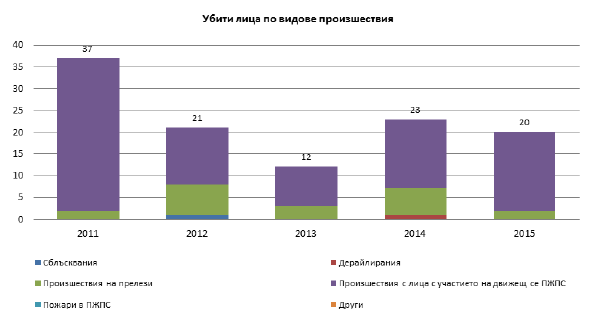 Убити лица по видове произшествия
40
35
30
25
20
15
10
5
0
37
21
12
23
20
2011 2012 2013 2014 2015
Сблъсквания Дерайлирания
Произшествия на прелези Произшествия с лица с участието на движещ се ПЖПС
Пожари в ПЖПС Други